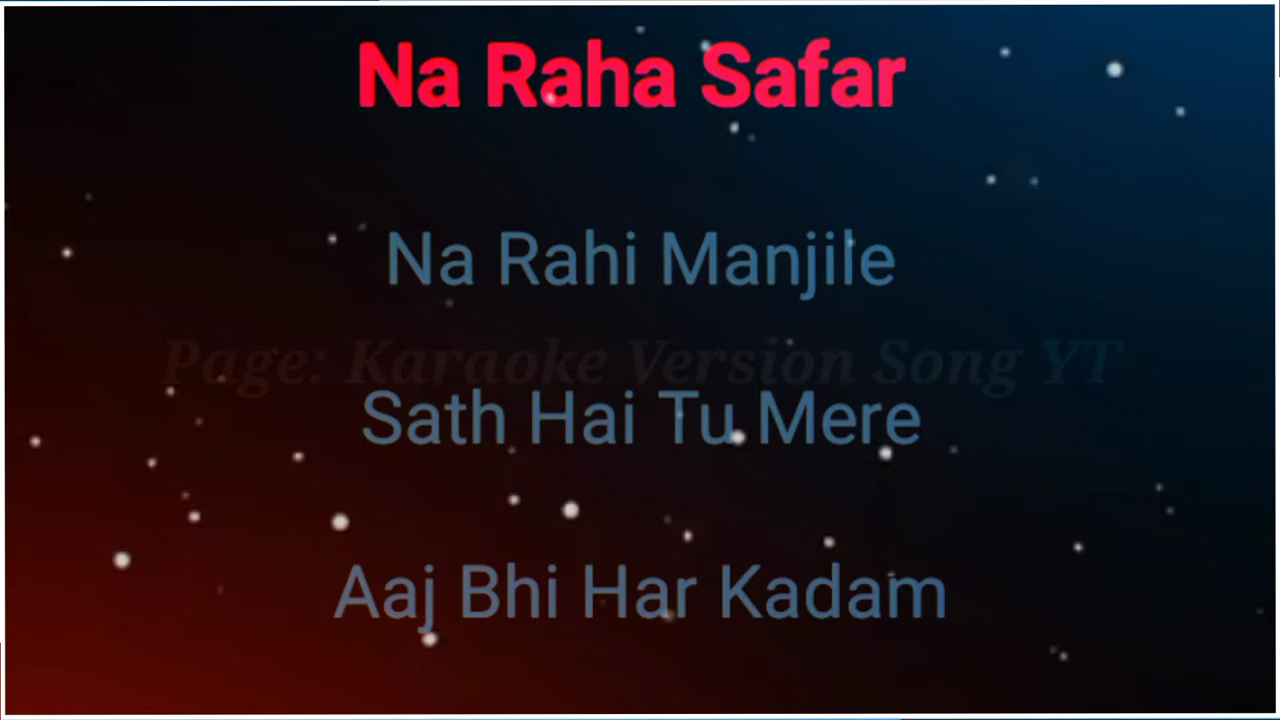 Na Raha Safar
Na Rahi Manjile
Page: Karaoke Version Song YT
Sath Hai Tu Mere
Aaj Bhi Har Kadam